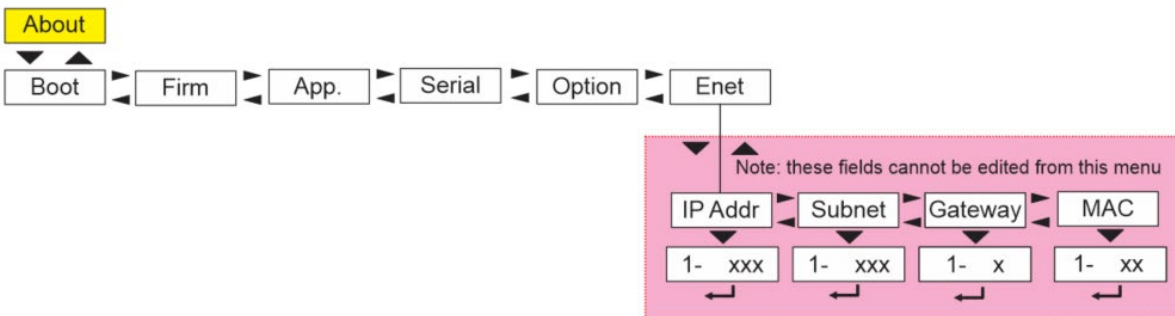 About
Boot Firm App. Serial Option Enet
Note: these fields cannot be edited from this menu
IP Addr Subnet Gateway MAC
1- xxx 1- xxx 1- x 1- xx